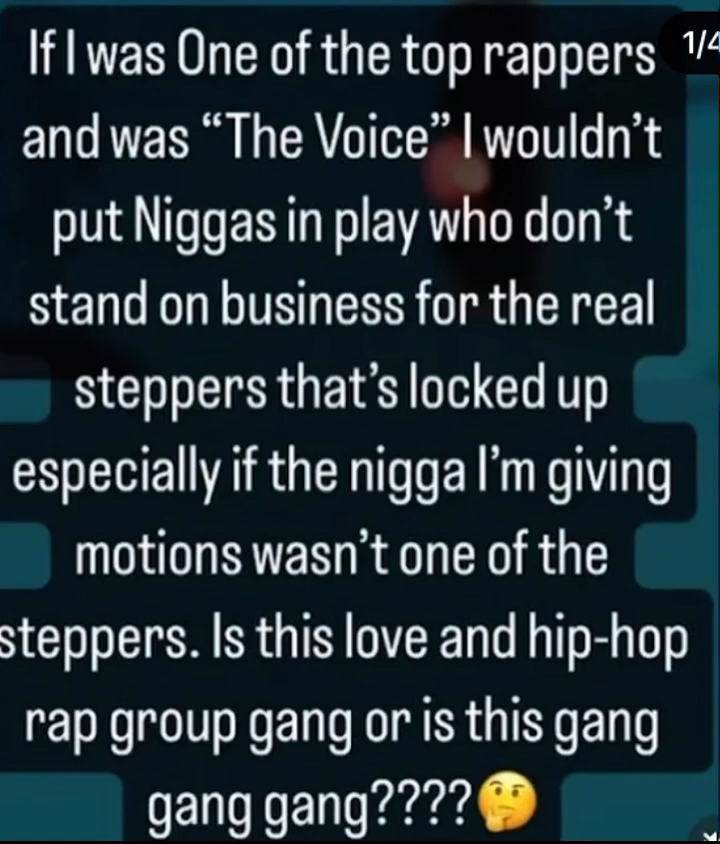 If I was One of the top rappers
and was “The Voice” I wouldn’t
put Niggas in play who don’t
stand on business for the real
steppers that’s locked up
especially if the nigga I’m giving
motions wasn’t one of the
steppers. Is this love and hip-hop
rap group gang or is this gang
gang gang????🤔
1/4